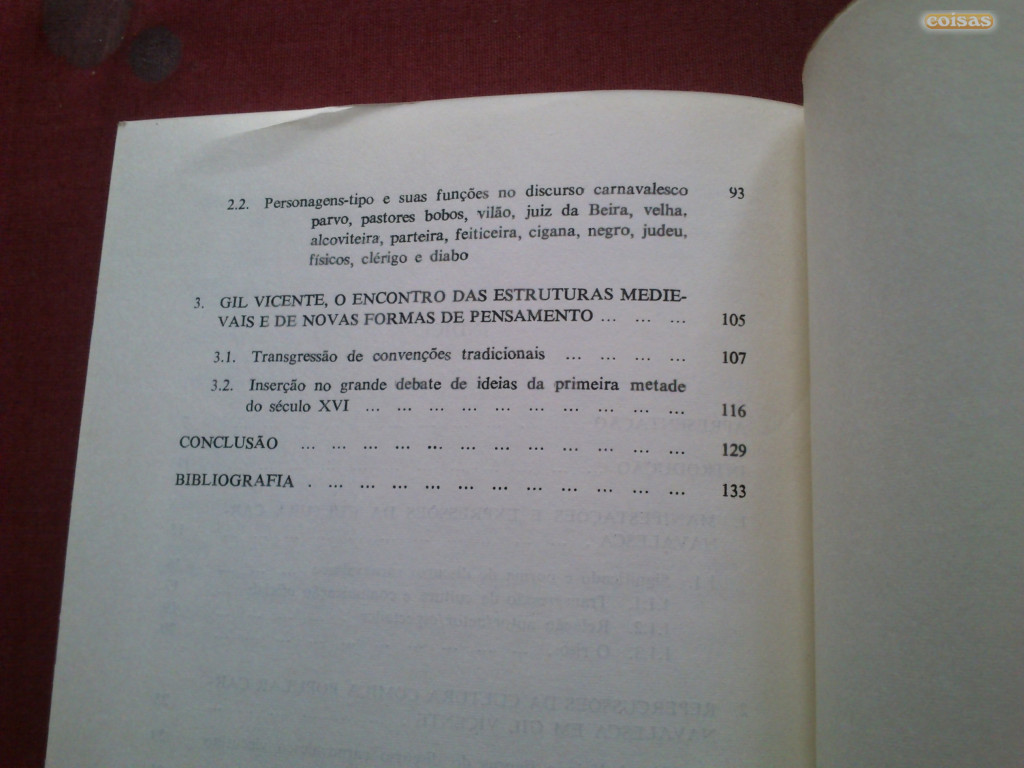 coisas
2.2. Personagens-tipo e suas funções no discurso carnavalesco 93
parvo, pastores bobos, vilão, juiz da Beira, velha,
alcoviteira, parteira, feiticeira, cigana, negro, judeu,
físicos, clérigo e diabo
3. GIL VICENTE, O ENCONTRO DAS ESTRUTURAS MEDIE-
VAIS E DE NOVAS FORMAS DE PENSAMENTO ... ... ... 105
3.1. Transgressão de convenções tradicionais ... ... ... ... 107
3.2. Inserção no grande debate de ideias da primeira metade
do século XVI ... ... ... ... ... ... ... ... ... ... ... 116
CONCLUSÃO ... ... ... ... ... ... ... ... ... ... ... ... ... 129
BIBLIOGRAFIA . ... ... ... ... ... ... ... ... ... ... ... ... 133